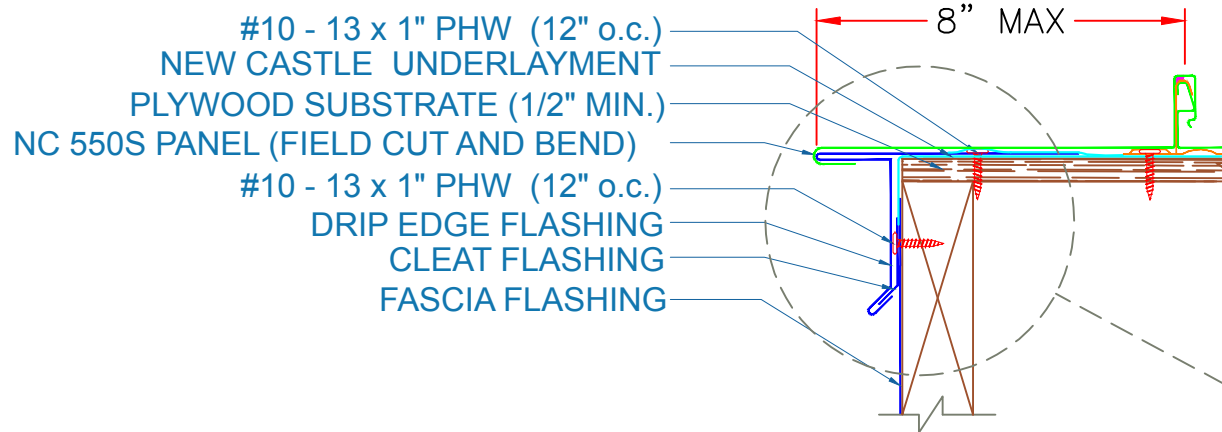 8" MAX
#10 - 13 x 1" PHW (12" o.c.)
NEW CASTLE UNDERLAYMENT
PLYWOOD SUBSTRATE (1/2" MIN.)
NC 550S PANEL (FIELD CUT AND BEND)
#10 - 13 x 1" PHW (12" o.c.)
DRIP EDGE FLASHING
CLEAT FLASHING
FASCIA FLASHING